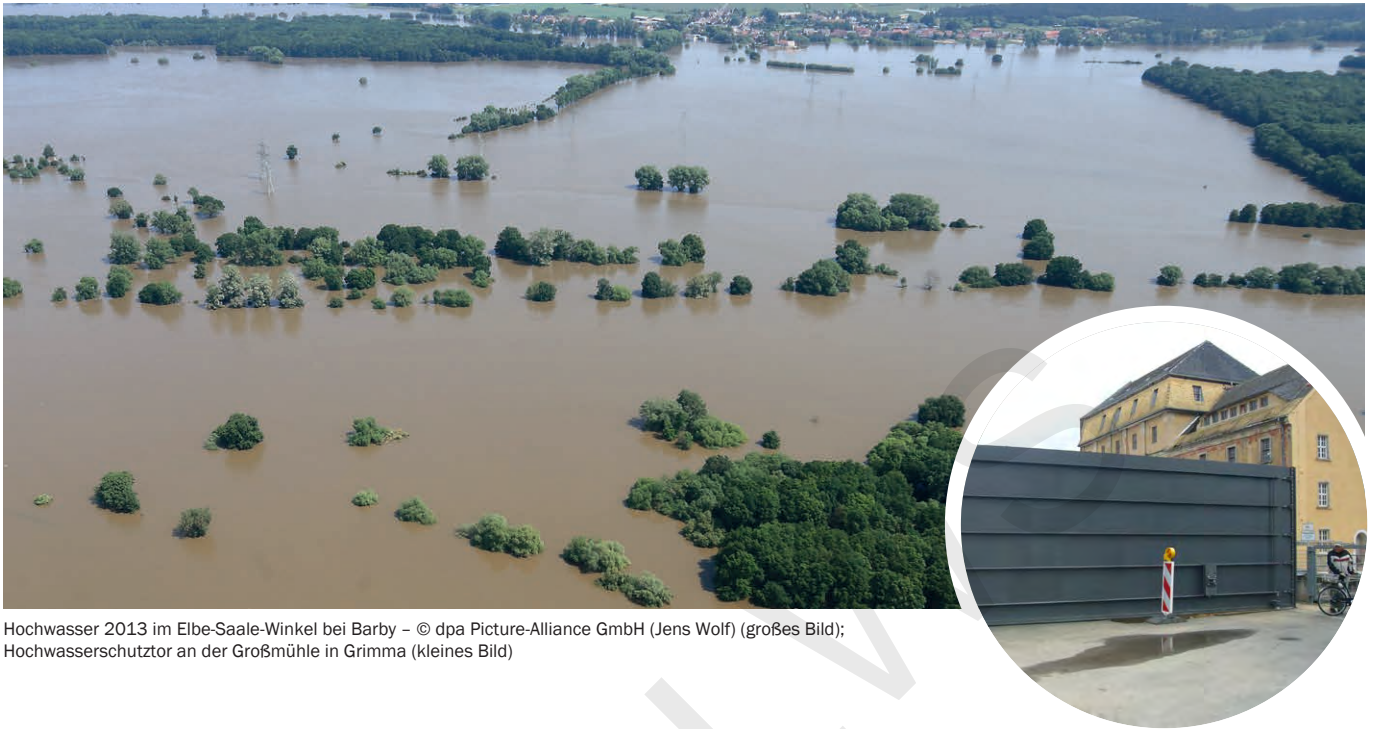 Hochwasser 2013 im Elbe-Saale-Winkel bei Barby – © dpa Picture-Alliance GmbH (Jens Wolf) (großes Bild);
Hochwasserschutztor an der Großmühle in Grimma (kleines Bild)